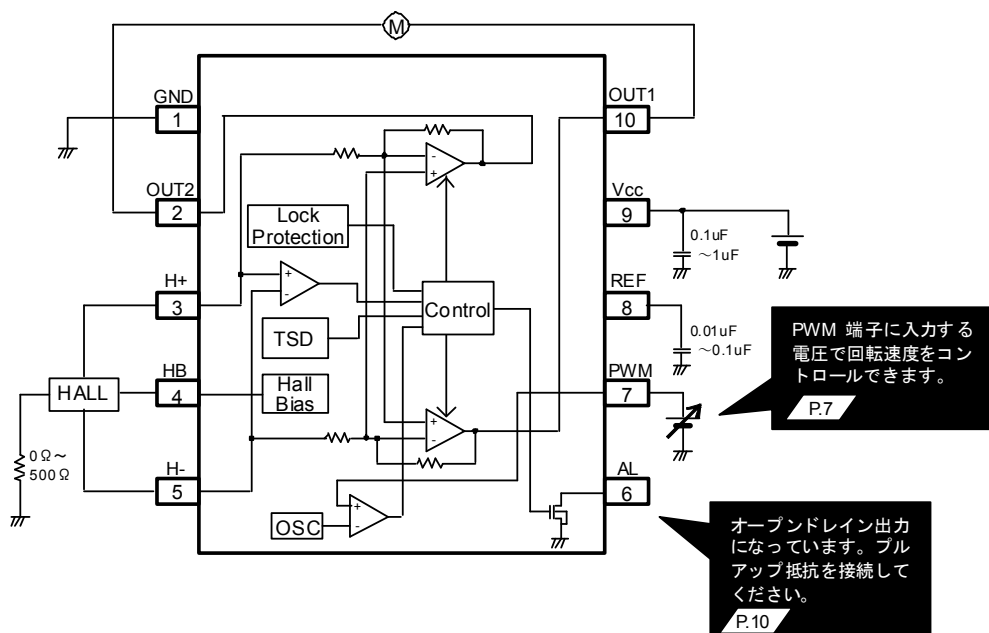 M
GND
1
OUT2
2
H+
3
HB
4
H-
5
HALL
0Ω～
500Ω
Lock
Protection
TSD
Hall
Bias
OSC
Control
-
+
+
-
+
-
+
-
OUT1
10
Vcc
9
0.1uF
～1uF
REF
8
0.01uF
～0.1uF
PWM
7
AL
6
PWM 端子に入力する
電圧で回転速度をコン
トロールできます。
P.7
オープンドレイン出力
になっています。プル
アップ抵抗を接続して
ください。
P.10